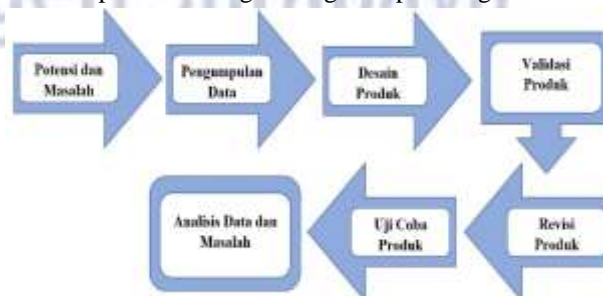 Potensi dan
Masalah
Pengumpulan
Data
Desain
Produk
Validasi
Produk
Revisi
Produk
Uji Coba
Produk
Analisis Data dan
Masalah